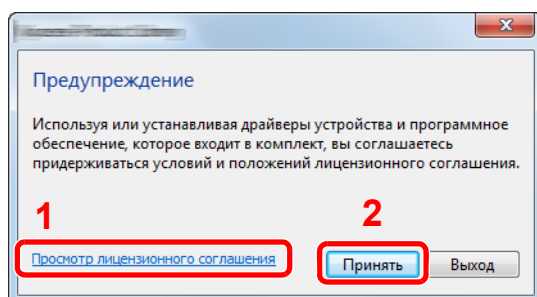 Предупреждение
Используя или устанавливая драйверы устройства и программное
обеспечение, которое входит в комплект, вы соглашаетесь
придерживаться условий и положений лицензионного соглашения.
1
2
Просмотр лицензионного соглашения
Принять
Выход